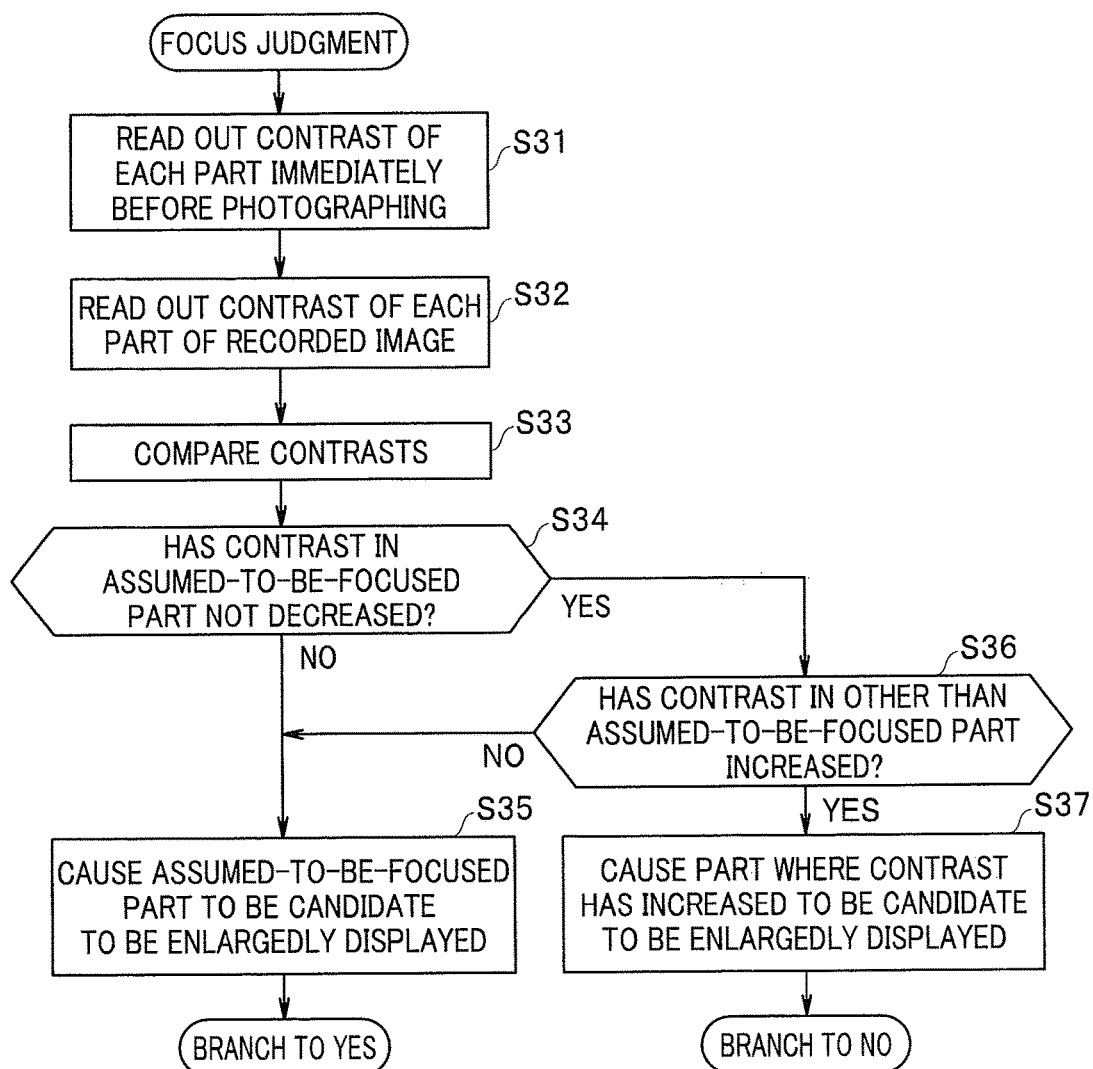 FOCUS JUDGMENT
READ OUT CONTRAST OF
EACH PART IMMEDIATELY
BEFORE PHOTOGRAPHING
S31
READ OUT CONTRAST OF EACH
PART OF RECORDED IMAGE
S32
COMPARE CONTRASTS
S33
HAS CONTRAST IN
ASSUMED-TO-BE-FOCUSED
PART NOT DECREASED?
S34
YES
NO
HAS CONTRAST IN OTHER THAN
ASSUMED-TO-BE-FOCUSED PART
INCREASED?
S36
NO
YES
CAUSE ASSUMED-TO-BE-FOCUSED
PART TO BE CANDIDATE
TO BE ENLARGEDLY DISPLAYED
S35
CAUSE PART WHERE CONTRAST
HAS INCREASED TO BE CANDIDATE
TO BE ENLARGEDLY DISPLAYED
S37
BRANCH TO YES
BRANCH TO NO